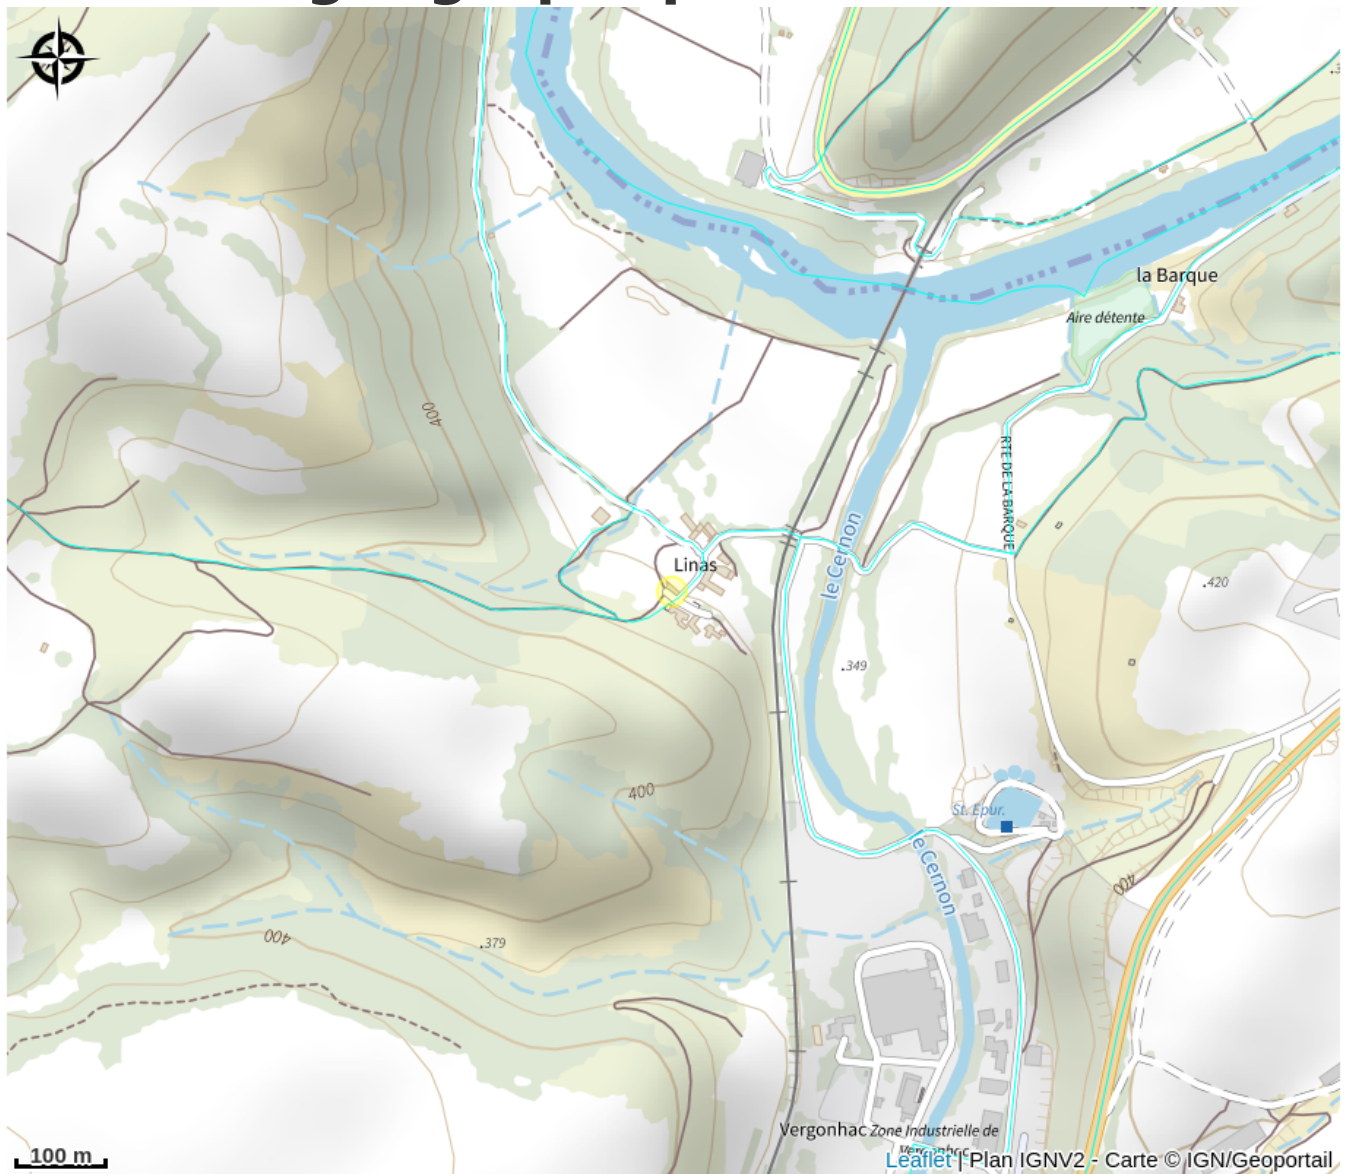 la Barque
Aire détente
400
RTE DE LA BARQUE
le Cernon
Linas
.420
.349
400
St. Epur.
le Cernon
400
400
.379
Vergonhac Zone Industrielle de
Vergonhac
100 m
Leaflet | Plan IGNV2 - Carte © IGN/Geoportail